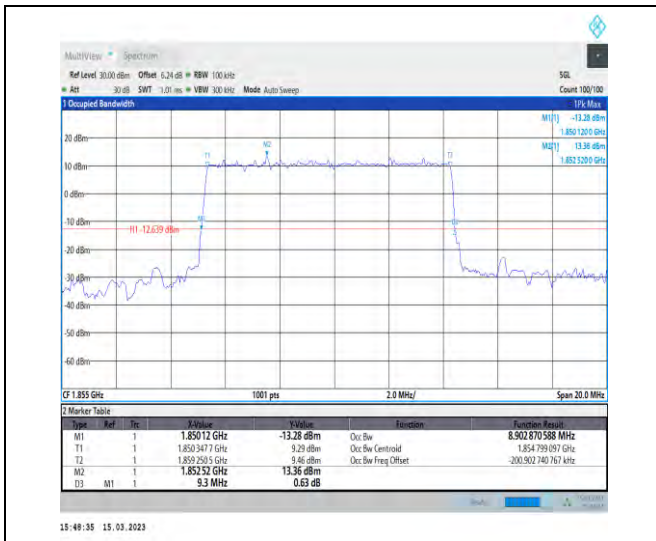 MultiView Spectrum
Ref Level 30.00 dBm Offset 6.24 dB RBW 100 kHz SGL
Att 30 dB SWT 1.01 ms VBW 300 kHz Mode Auto Sweep Count 100/100
1 Occupied Bandwidth 1Pk Max
M1[1] -13.28 dBm
1.850 120 0 GHz
M2[1] 13.36 dBm
1.852 520 0 GHz
20 dBm
M2
T1 T2
10 dBm
0 dBm
-10 dBm
M1
H1 -12.639 dBm
-20 dBm
-30 dBm
-40 dBm
-50 dBm
-60 dBm
CF 1.855 GHz 1001 pts 2.0 MHz/ Span 20.0 MHz
2 Marker Table
Type Ref Trc X-Value Y-Value Function Function Result
M1 1 1.85012 GHz -13.28 dBm Occ Bw 8.902 870 588 MHz
T1 1 1.850 347 7 GHz 9.29 dBm Occ Bw Centroid 1.854 799 097 GHz
T2 1 1.859 250 5 GHz 9.46 dBm Occ Bw Freq Offset -200.902 740 767 kHz
M2 1 1.852 52 GHz 13.36 dBm
D3 M1 1 9.3 MHz 0.63 dB
15:48:35 15.03.2023